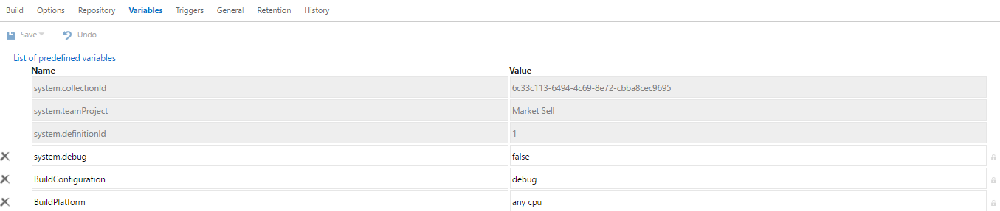 Build Options Repository Variables Triggers General Retention History
Save Undo
List of predefined variables
Name Value
system.collectionId 6c33c113-6494-4c69-8e72-cbba8cec9695
system.teamProject Market Sell
system.definitionId 1
system.debug false
BuildConfiguration debug
BuildPlatform any cpu